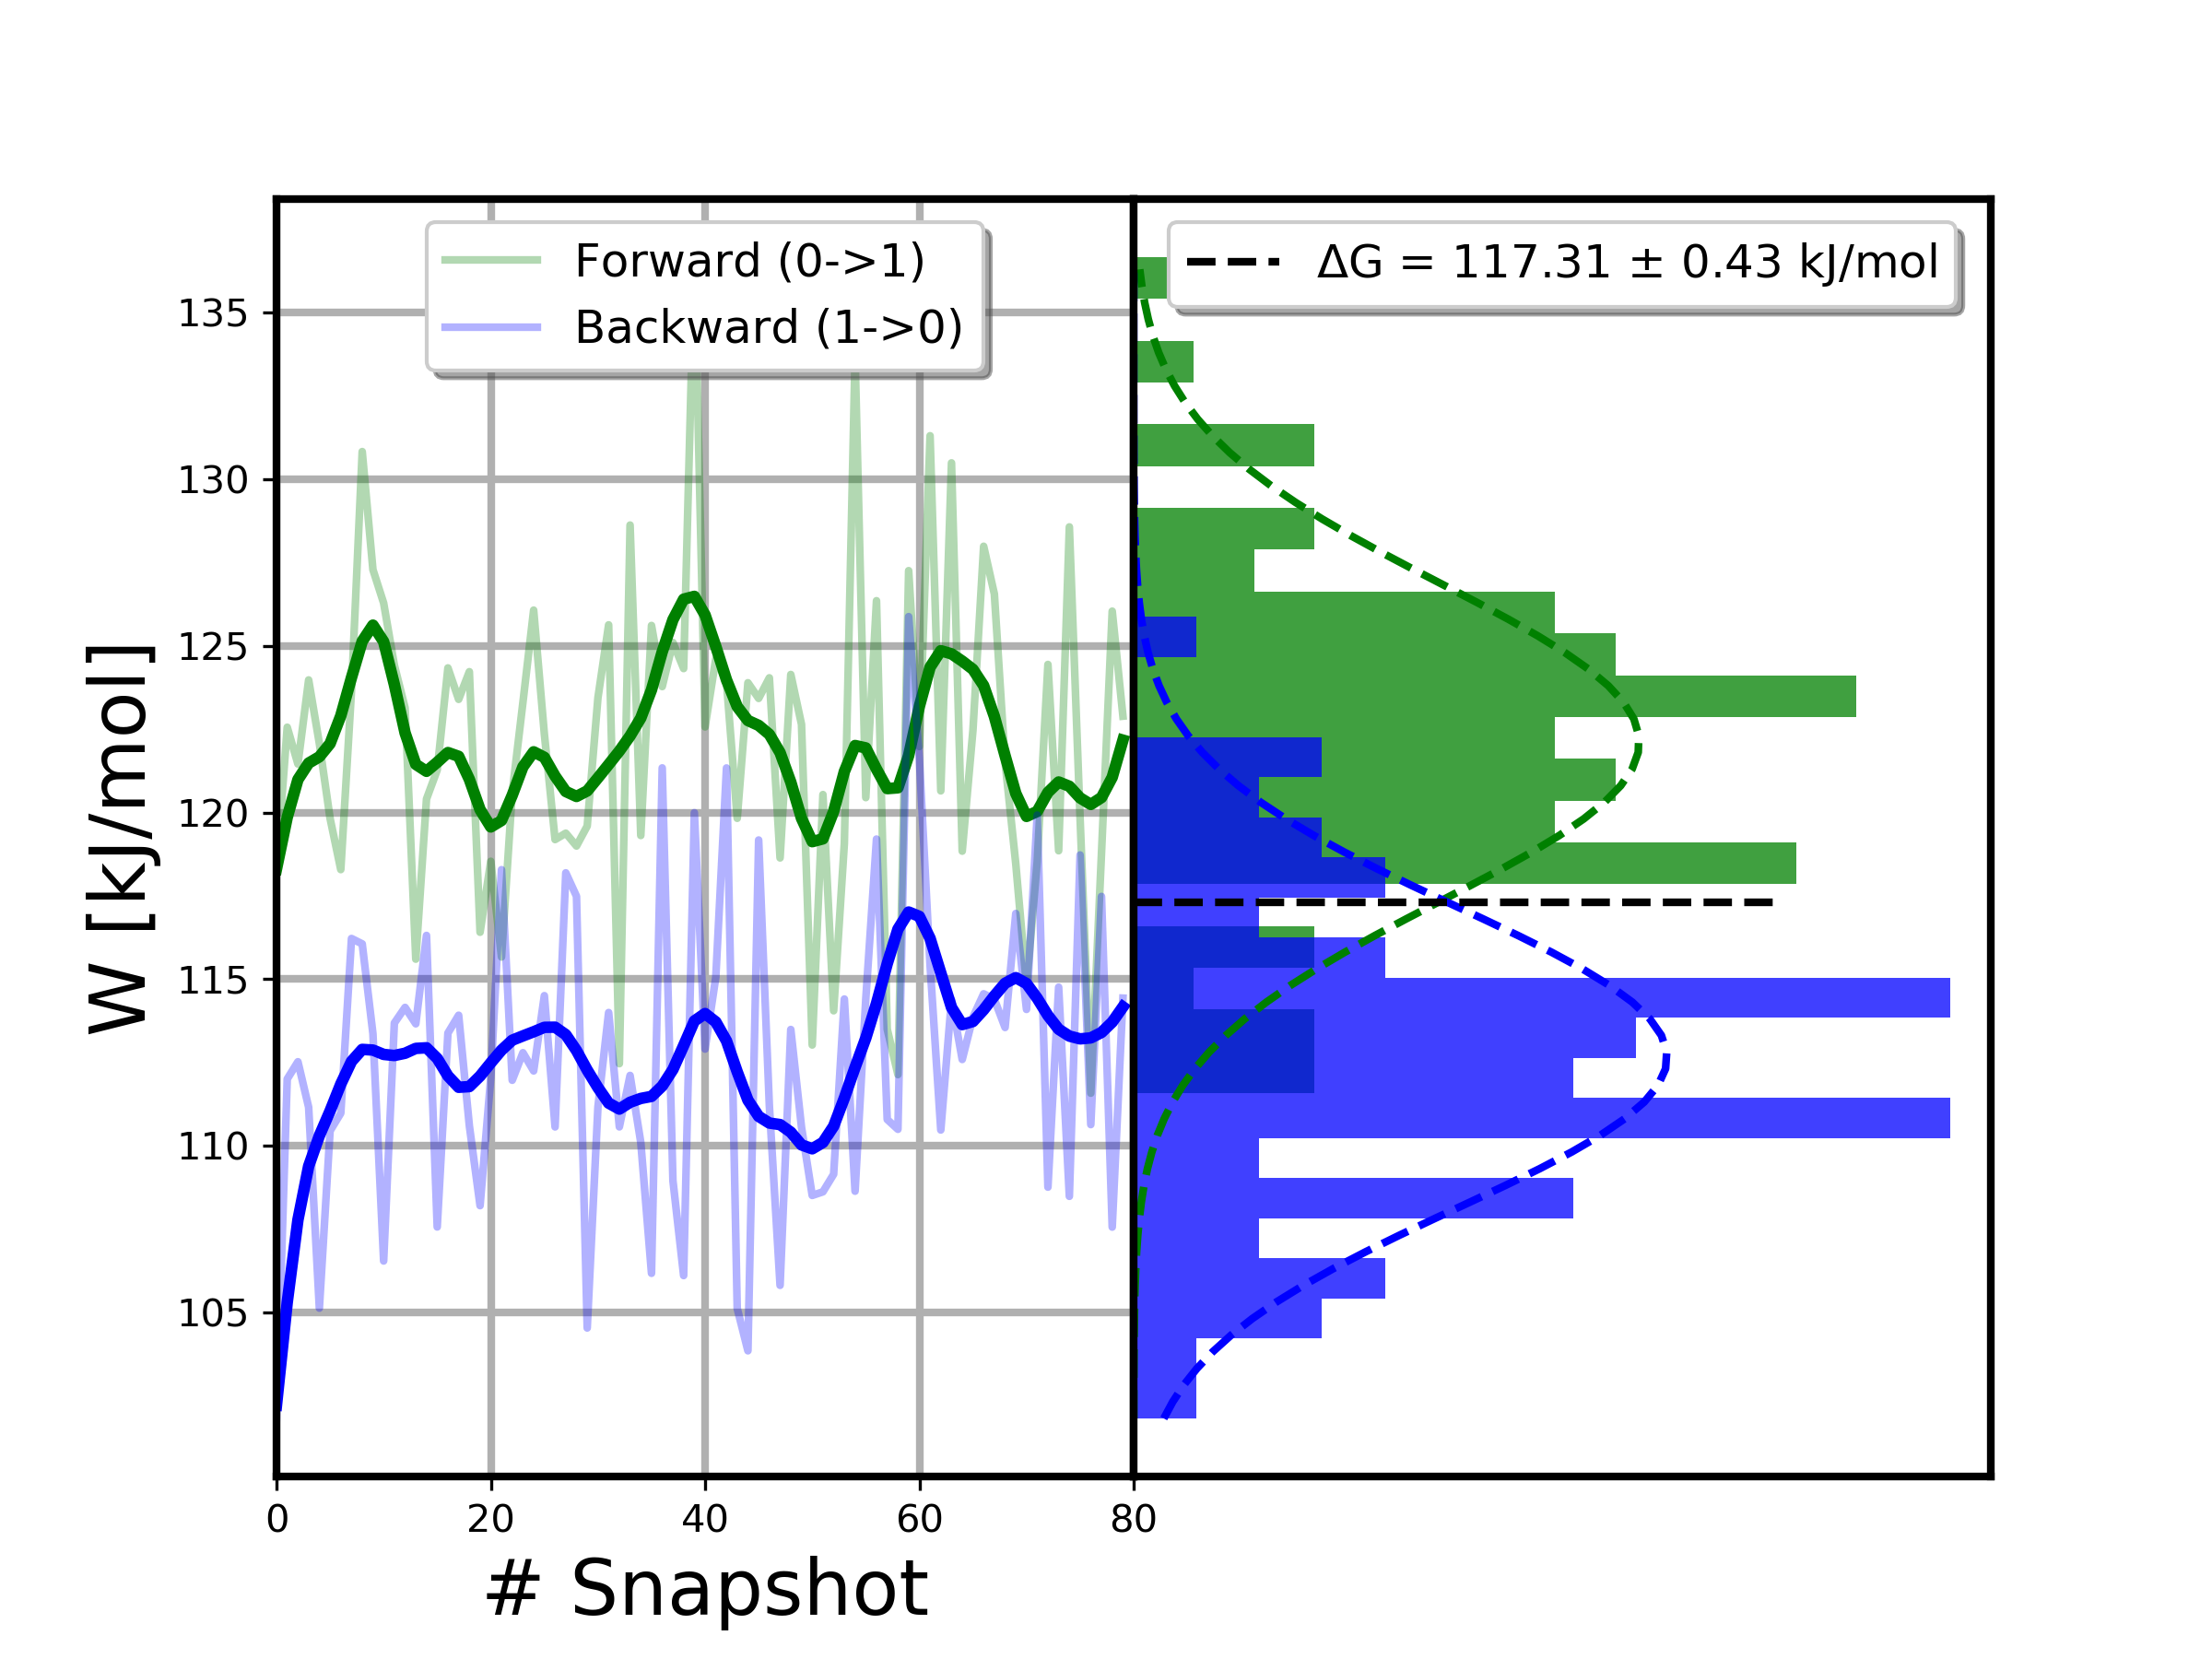 Forward (0->1)
Backward (1->0)
ΔG = 117.31 ± 0.43 kJ/mol
W [kJ/mol]
135
130
125
120
115
110
105
0 20 40 60 80
# Snapshot